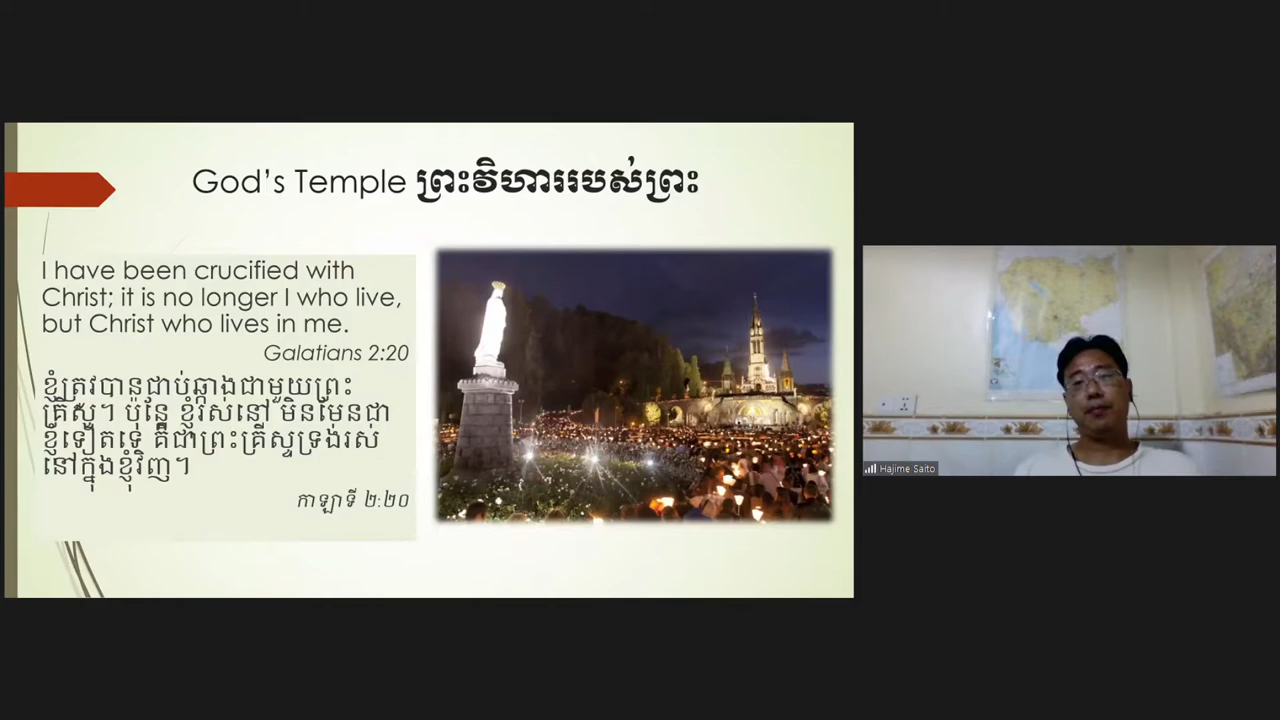 God's Temple ព្រះវិហាររបស់ព្រះ
I have been crucified with
Christ; it is no longer I who live,
but Christ who lives in me.
Galatians 2:20
ខ្ញុំត្រូវបានជាប់ឆ្កាងជាមួយព្រះ
គ្រីស្ត។ ប៉ុន្តែ ខ្ញុំរស់នៅ មិនមែនជា
ខ្ញុំទៀតទេ គឺជាព្រះគ្រីស្តទ្រង់រស់
នៅក្នុងខ្ញុំវិញ។
កាឡាទី ២:២០
Hajime Saito